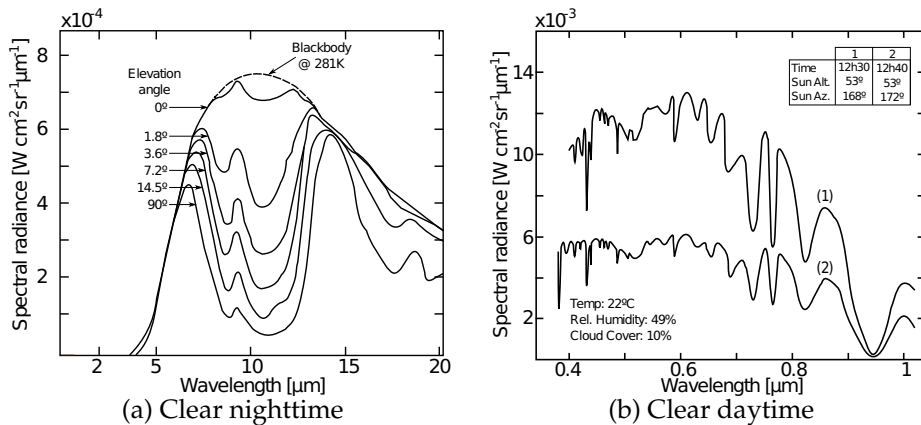 x10-4
Spectral radiance [W cm2sr-1μm-1]
8
6
4
2
2 5 10 15 20
Wavelength [μm]
Blackbody
@ 281K
Elevation
angle
0º
1.8º
3.6º
7.2º
14.5º
90º
(a) Clear nighttime
x10-3
Spectral radiance [W cm2sr-1μm-1]
14
10
6
2
0.4 0.6 0.8 1
Wavelength [μm]
1 2
Time 12h30 12h40
Sun Alt. 53º 53º
Sun Az. 168º 172º
(1)
(2)
Temp: 22ºC
Rel. Humidity: 49%
Cloud Cover: 10%
(b) Clear daytime